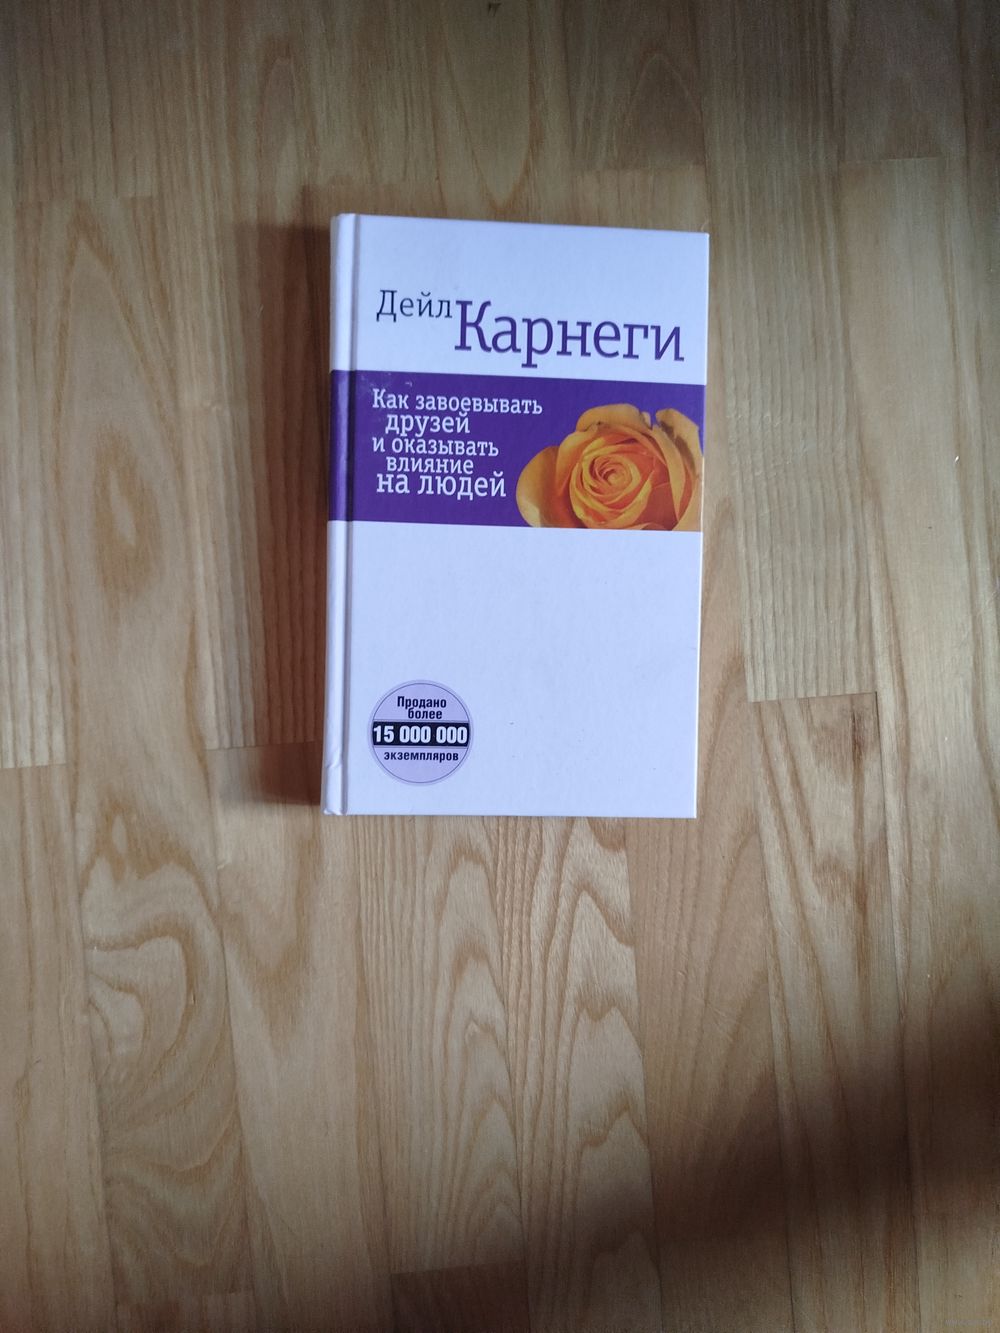 Дейл
Карнеги
Как завоевывать
друзей
и оказывать
влияние
на людей
Продано
более
15 000 000
экземпляров